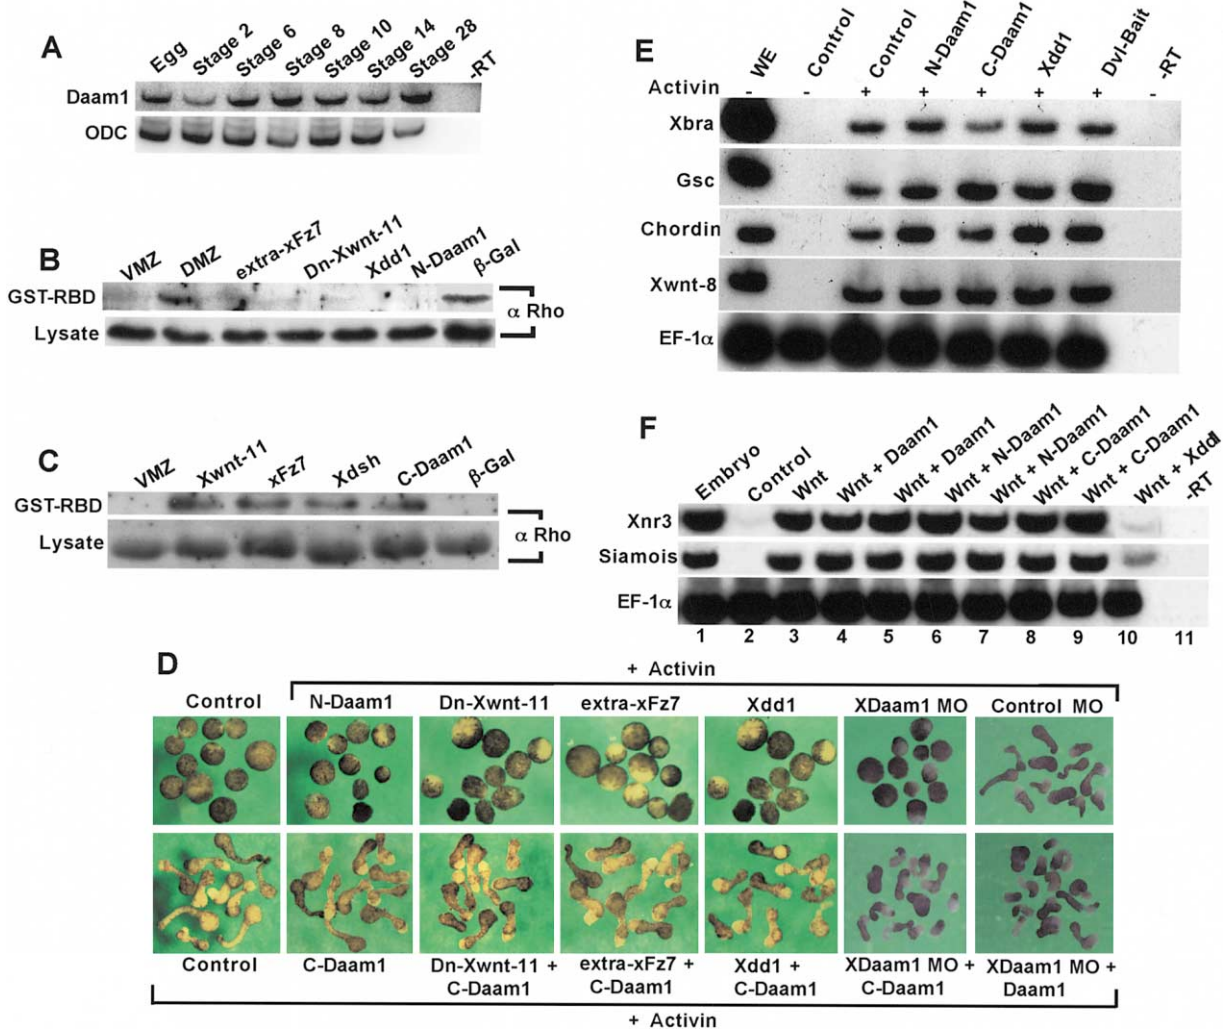 A
Egg Stage 2 Stage 6 Stage 8 Stage 10 Stage 14 Stage 28 -RT
Daam1
ODC
B
VMZ DMZ extra-xFz7 Dn-Xwnt-11 Xdd1 N-Daam1 β-Gal
GST-RBD
α Rho
Lysate
C
VMZ Xwnt-11 xFz7 Xdsh C-Daam1 β-Gal
GST-RBD
α Rho
Lysate
E
WE Control Control N-Daam1 C-Daam1 Xdd1 Dvl-Bait -RT
Activin - - + + + + + -
Xbra
Gsc
Chordin
Xwnt-8
EF-1α
F
Embryo Control Wnt Wnt + Daam1 Wnt + Daam1 Wnt + N-Daam1 Wnt + N-Daam1 Wnt + C-Daam1 Wnt + C-Daam1 Wnt + Xdd1 -RT
Xnr3
Siamois
EF-1α
1 2 3 4 5 6 7 8 9 10 11
D
+ Activin
Control N-Daam1 Dn-Xwnt-11 extra-xFz7 Xdd1 XDaam1 MO Control MO
Control C-Daam1 Dn-Xwnt-11 + extra-xFz7 + Xdd1 + XDaam1 MO + XDaam1 MO +
C-Daam1 C-Daam1 C-Daam1 C-Daam1 Daam1
+ Activin